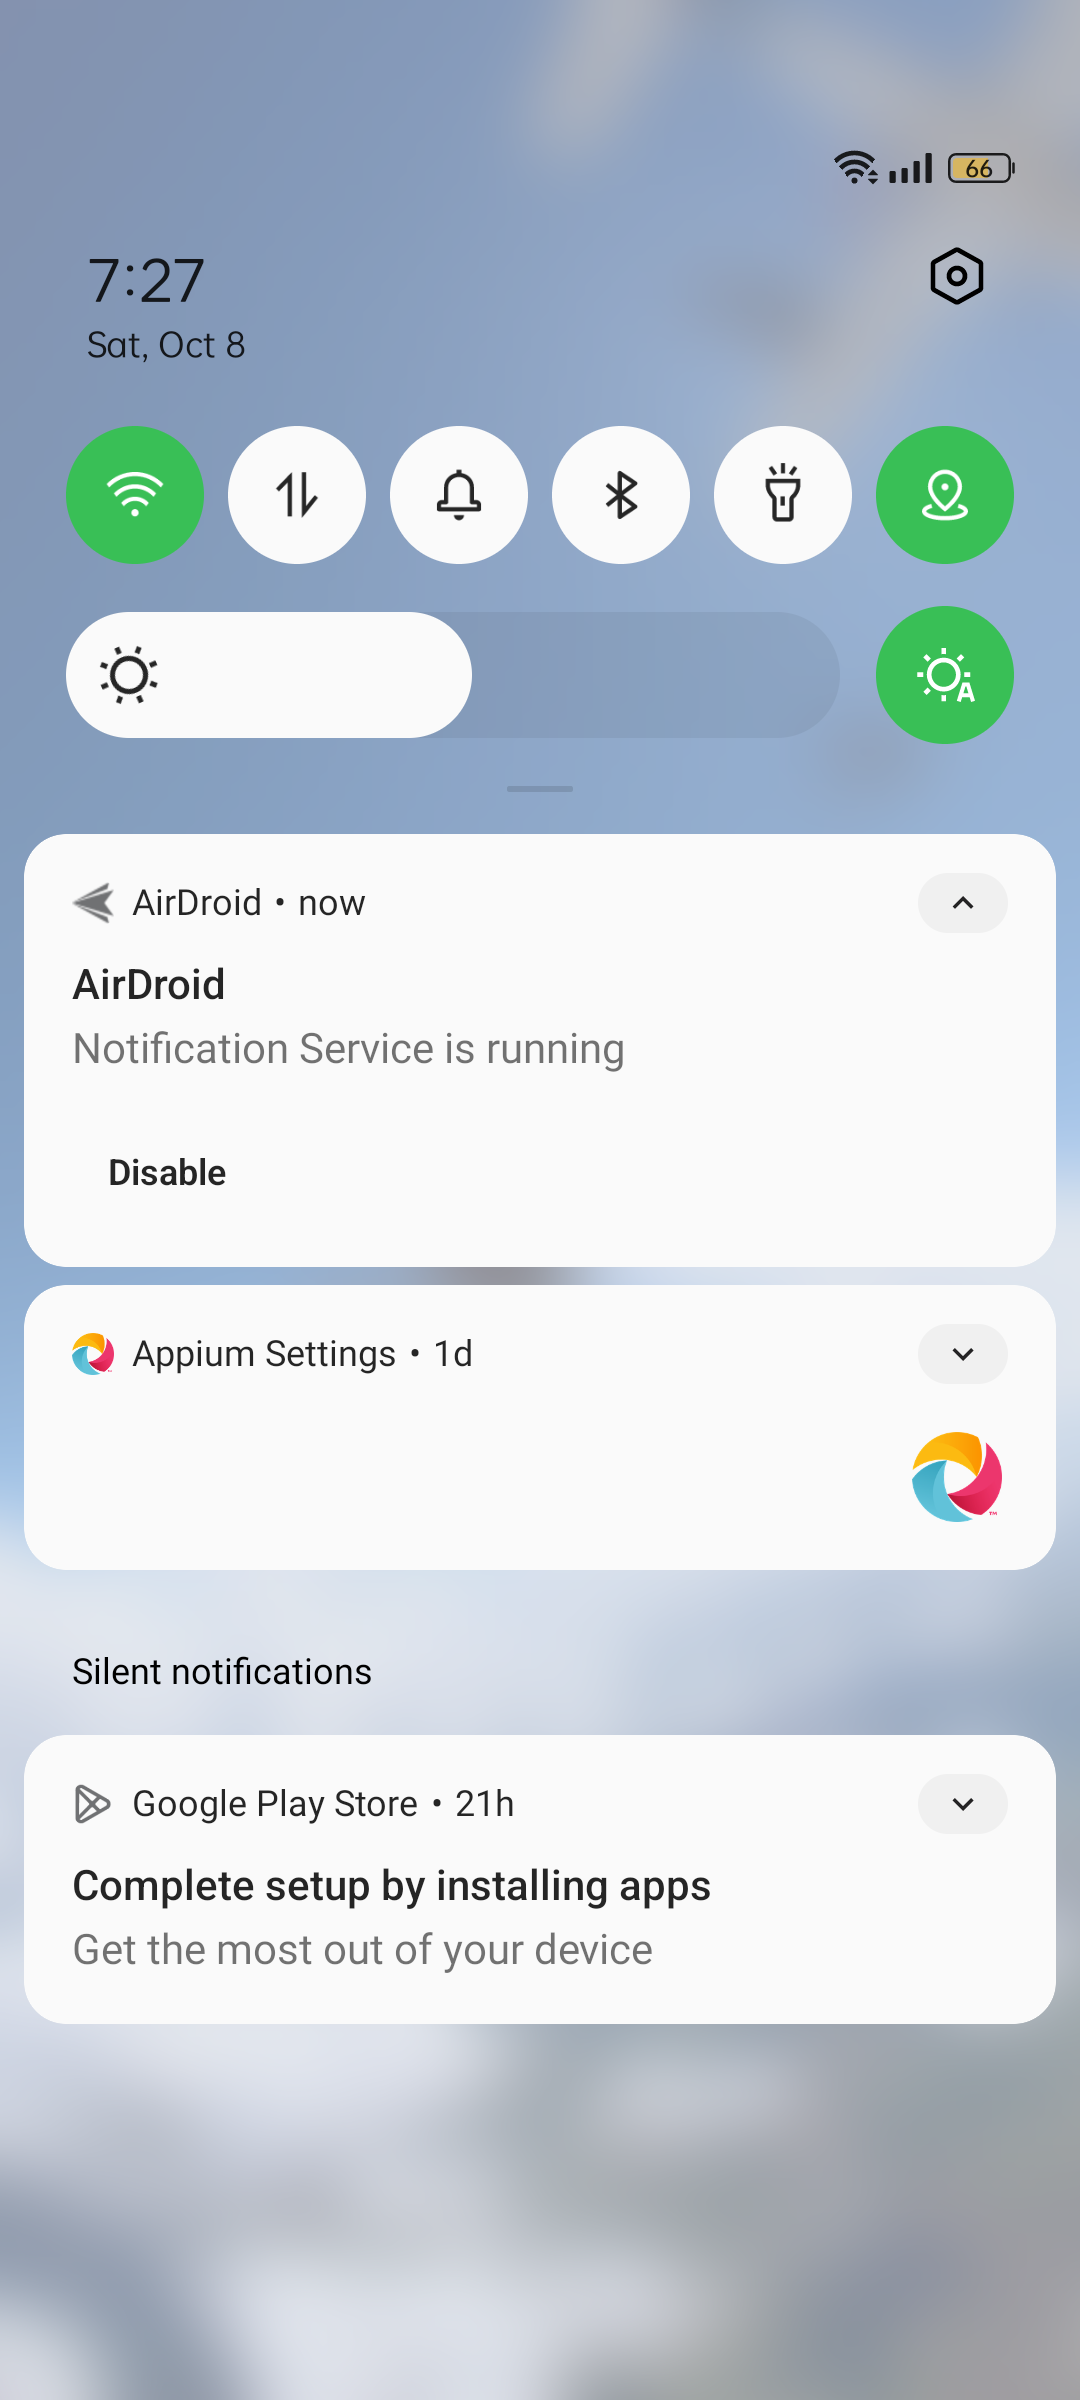 66
7:27
Sat, Oct 8
A
AirDroid • now
AirDroid
Notification Service is running
Disable
Appium Settings • 1d
TM
Silent notifications
Google Play Store • 21h
Complete setup by installing apps
Get the most out of your device